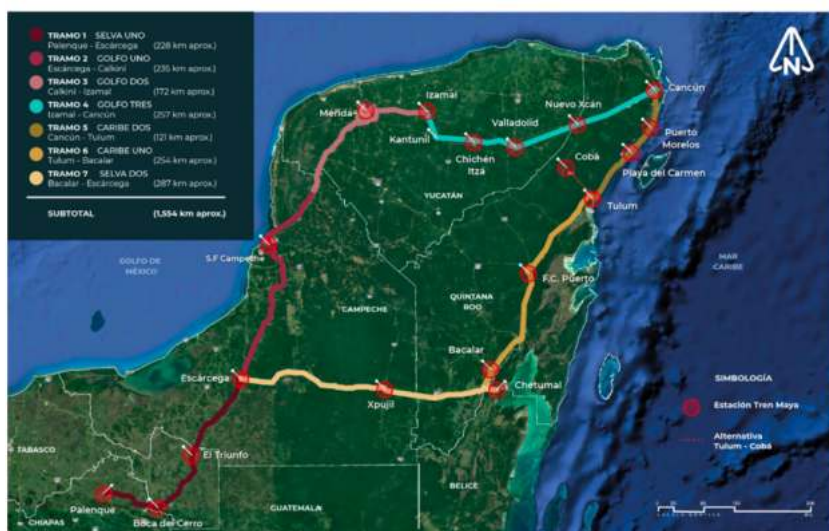 TRAMO 1 SELVA UNO
Palenque - Escárcega (228 km aprox.)
TRAMO 2 GOLFO UNO
Escárcega - Calkiní (235 km aprox.)
TRAMO 3 GOLFO DOS
Calkiní - Izamal (172 km aprox.)
TRAMO 4 GOLFO TRES
Izamal - Cancún (257 km aprox.)
TRAMO 5 CARIBE DOS
Cancún - Tulum (121 km aprox.)
TRAMO 6 CARIBE UNO
Tulum - Bacalar (254 km aprox.)
TRAMO 7 SELVA DOS
Bacalar - Escárcega (287 km aprox.)
SUBTOTAL (1,554 km aprox.)
N
Cancún
Mérida
Izamal
Nuevo Xcán
Valladolid
Kantunil
Puerto
Morelos
Chichén
Itzá
Cobá
Playa del Carmen
YUCATÁN
Tulum
S.F Campeche
GOLFO DE
MÉXICO
MAR
CARIBE
F.C. Puerto
CAMPECHE
QUINTANA
ROO
Bacalar
Escárcega
Xpujil
Chetumal
SIMBOLOGÍA
Estación Tren Maya
Alternativa
Tulum - Cobá
TABASCO
El Triunfo
Palenque
Boca del Cerro
GUATEMALA
BELICE
CHIAPAS